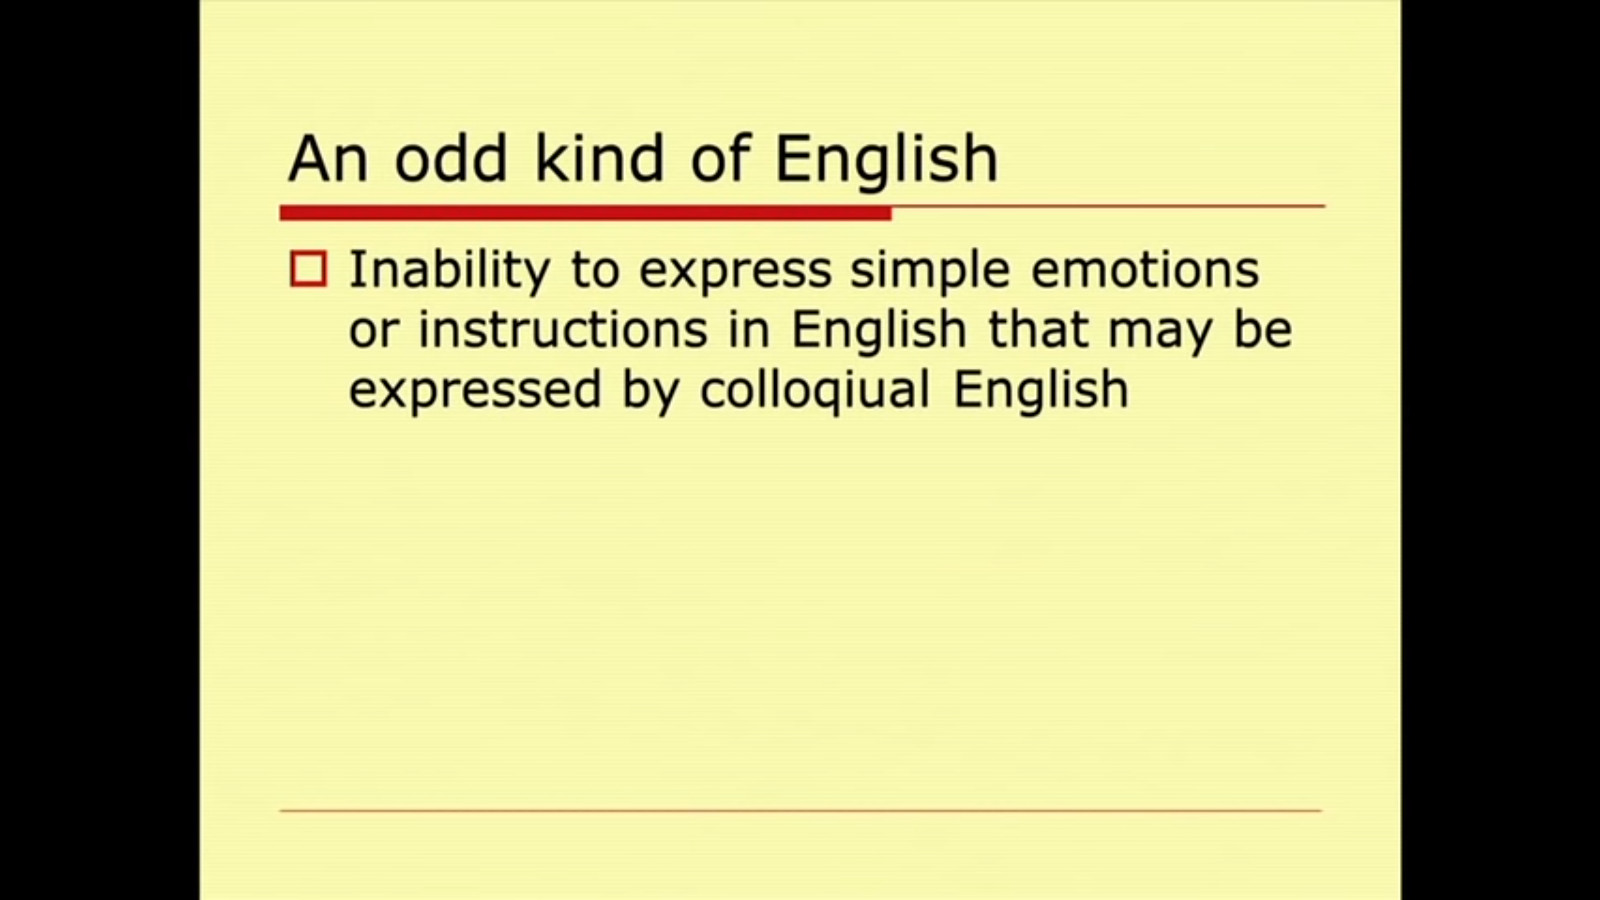 An odd kind of English
Inability to express simple emotions
or instructions in English that may be
expressed by colloqiual English